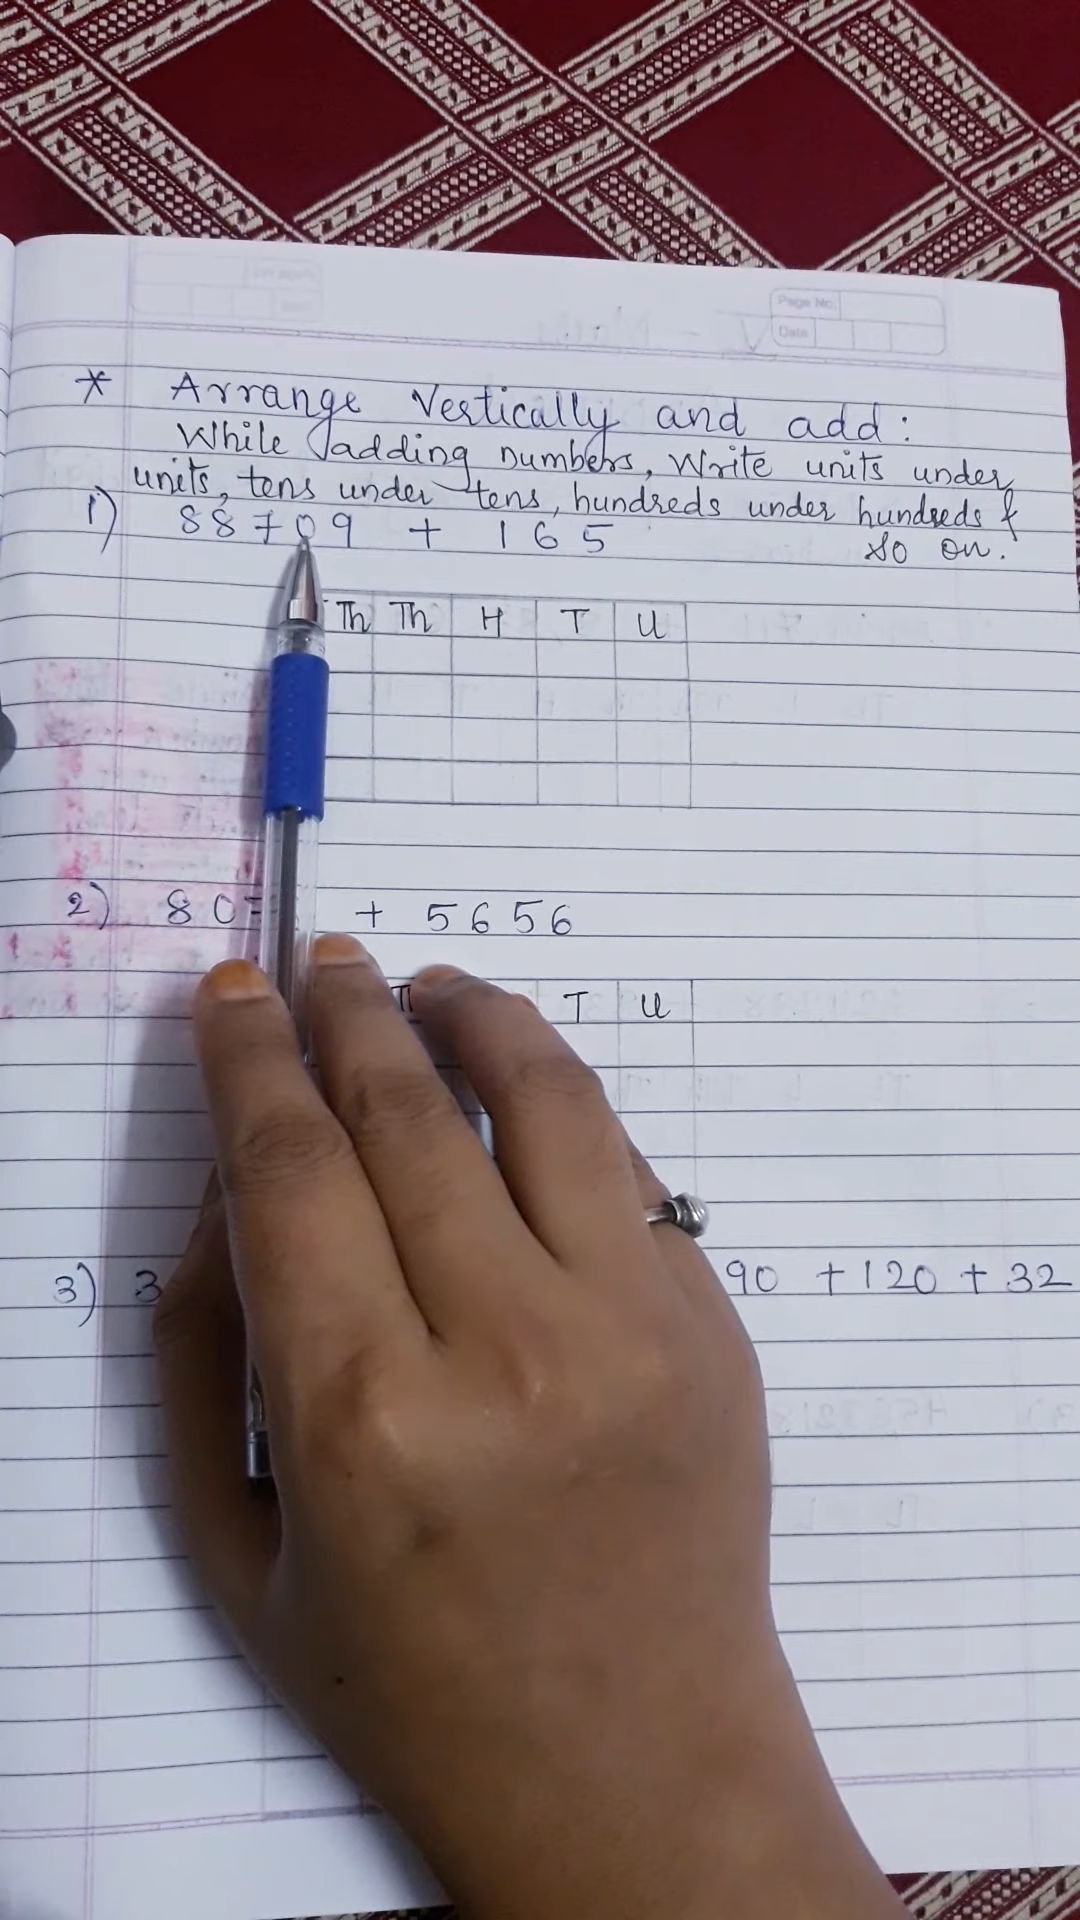 Page No.
Date
* Arrange Vertically and add:
While adding numbers, Write units under
units, tens under tens, hundreds under hundreds &
so on.
1) 88709 + 165
Th Th H T U
2) 80 + 5656
T U
3) 3 90 + 120 + 32